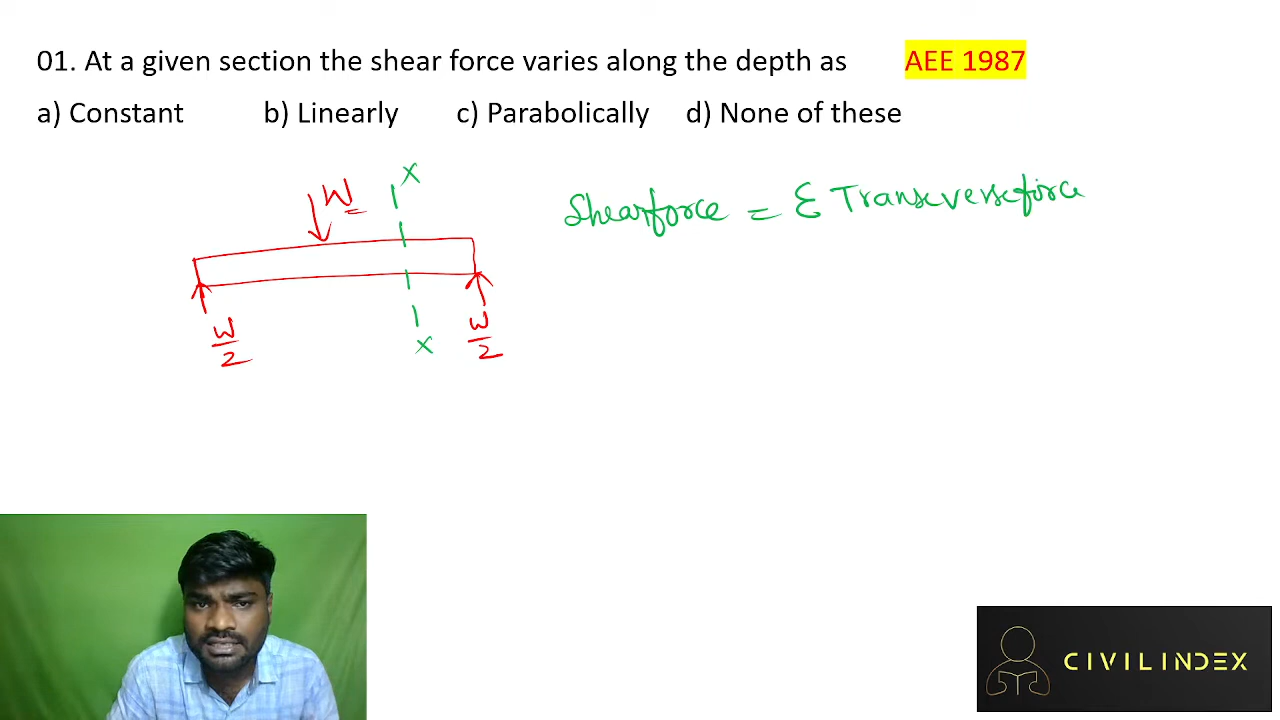 01. At a given section the shear force varies along the depth as AEE 1987
a) Constant b) Linearly c) Parabolically d) None of these
x
W
Shearforce = Σ Transverseforce
W/2
W/2
x
CIVILINDEX